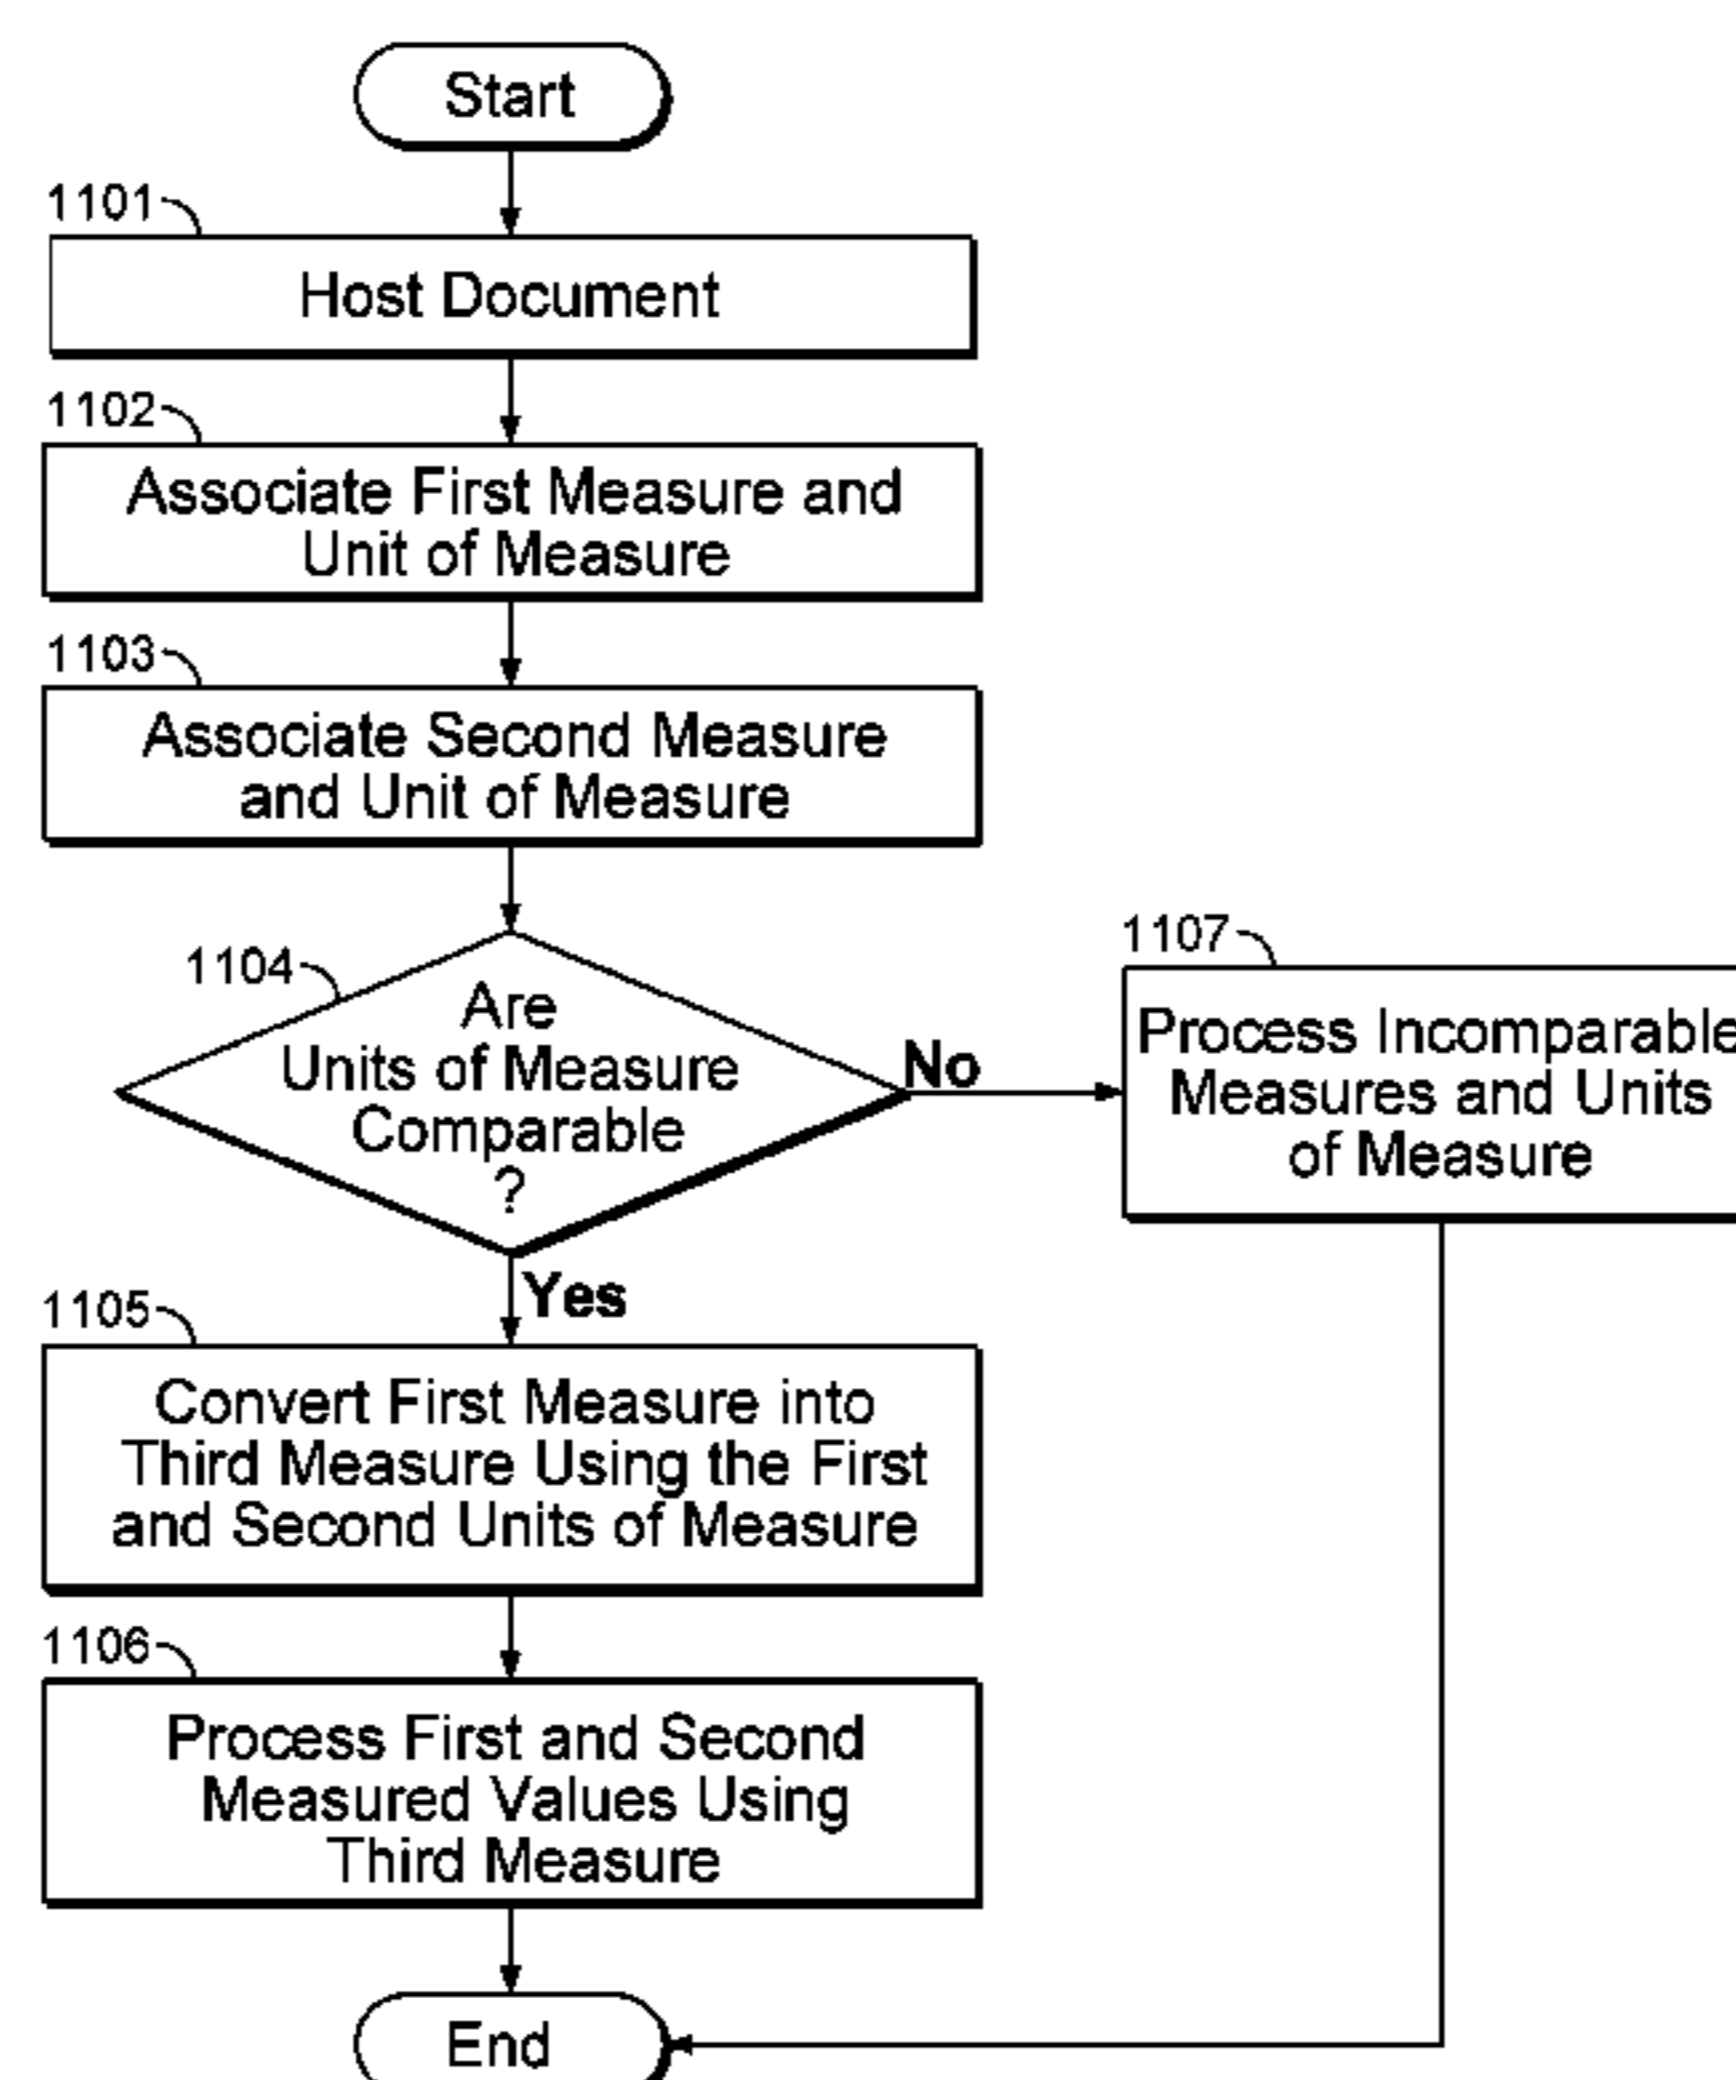 Start
1101
Host Document
1102
Associate First Measure and
Unit of Measure
1103
Associate Second Measure
and Unit of Measure
1104
Are
Units of Measure
Comparable
?
No
1107
Process Incomparable
Measures and Units
of Measure
Yes
1105
Convert First Measure into
Third Measure Using the First
and Second Units of Measure
1106
Process First and Second
Measured Values Using
Third Measure
End